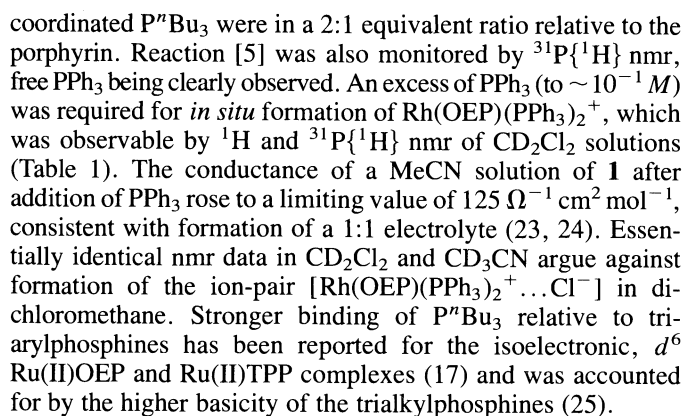 coordinated PⁿBu₃ were in a 2:1 equivalent ratio relative to the
porphyrin. Reaction [5] was also monitored by ³¹P{¹H} nmr,
free PPh₃ being clearly observed. An excess of PPh₃ (to ~10⁻¹ M)
was required for in situ formation of Rh(OEP)(PPh₃)₂⁺, which
was observable by ¹H and ³¹P{¹H} nmr of CD₂Cl₂ solutions
(Table 1). The conductance of a MeCN solution of 1 after
addition of PPh₃ rose to a limiting value of 125 Ω⁻¹ cm² mol⁻¹,
consistent with formation of a 1:1 electrolyte (23, 24). Essen-
tially identical nmr data in CD₂Cl₂ and CD₃CN argue against
formation of the ion-pair [Rh(OEP)(PPh₃)₂⁺...Cl⁻] in di-
chloromethane. Stronger binding of PⁿBu₃ relative to tri-
arylphosphines has been reported for the isoelectronic, d⁶
Ru(II)OEP and Ru(II)TPP complexes (17) and was accounted
for by the higher basicity of the trialkylphosphines (25).